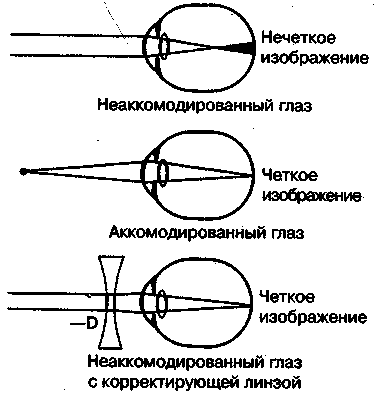 Нечеткое
изображение
Неаккомодированный глаз
Четкое
изображение
Аккомодированный глаз
—D
Четкое
изображение
Неаккомодированный глаз
с корректирующей линзой